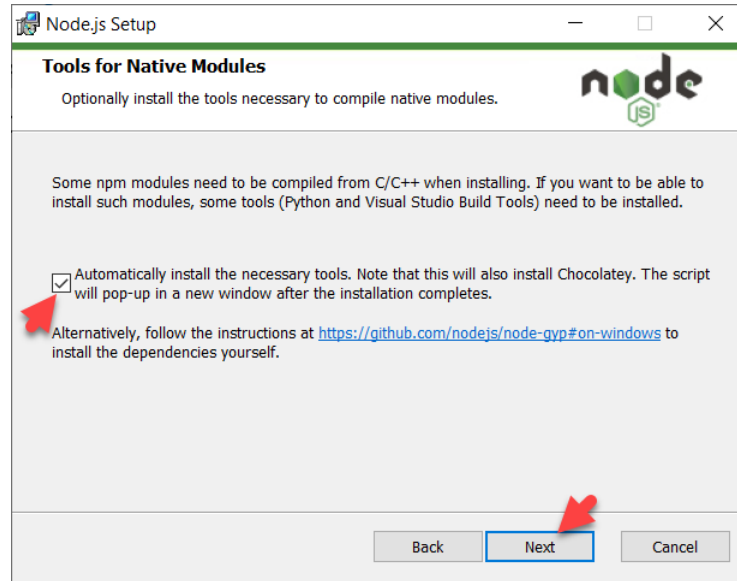 Node.js Setup
Tools for Native Modules
Optionally install the tools necessary to compile native modules.
node
JS
Some npm modules need to be compiled from C/C++ when installing. If you want to be able to
install such modules, some tools (Python and Visual Studio Build Tools) need to be installed.
Automatically install the necessary tools. Note that this will also install Chocolatey. The script
will pop-up in a new window after the installation completes.
Alternatively, follow the instructions at https://github.com/nodejs/node-gyp#on-windows to
install the dependencies yourself.
Back Next Cancel